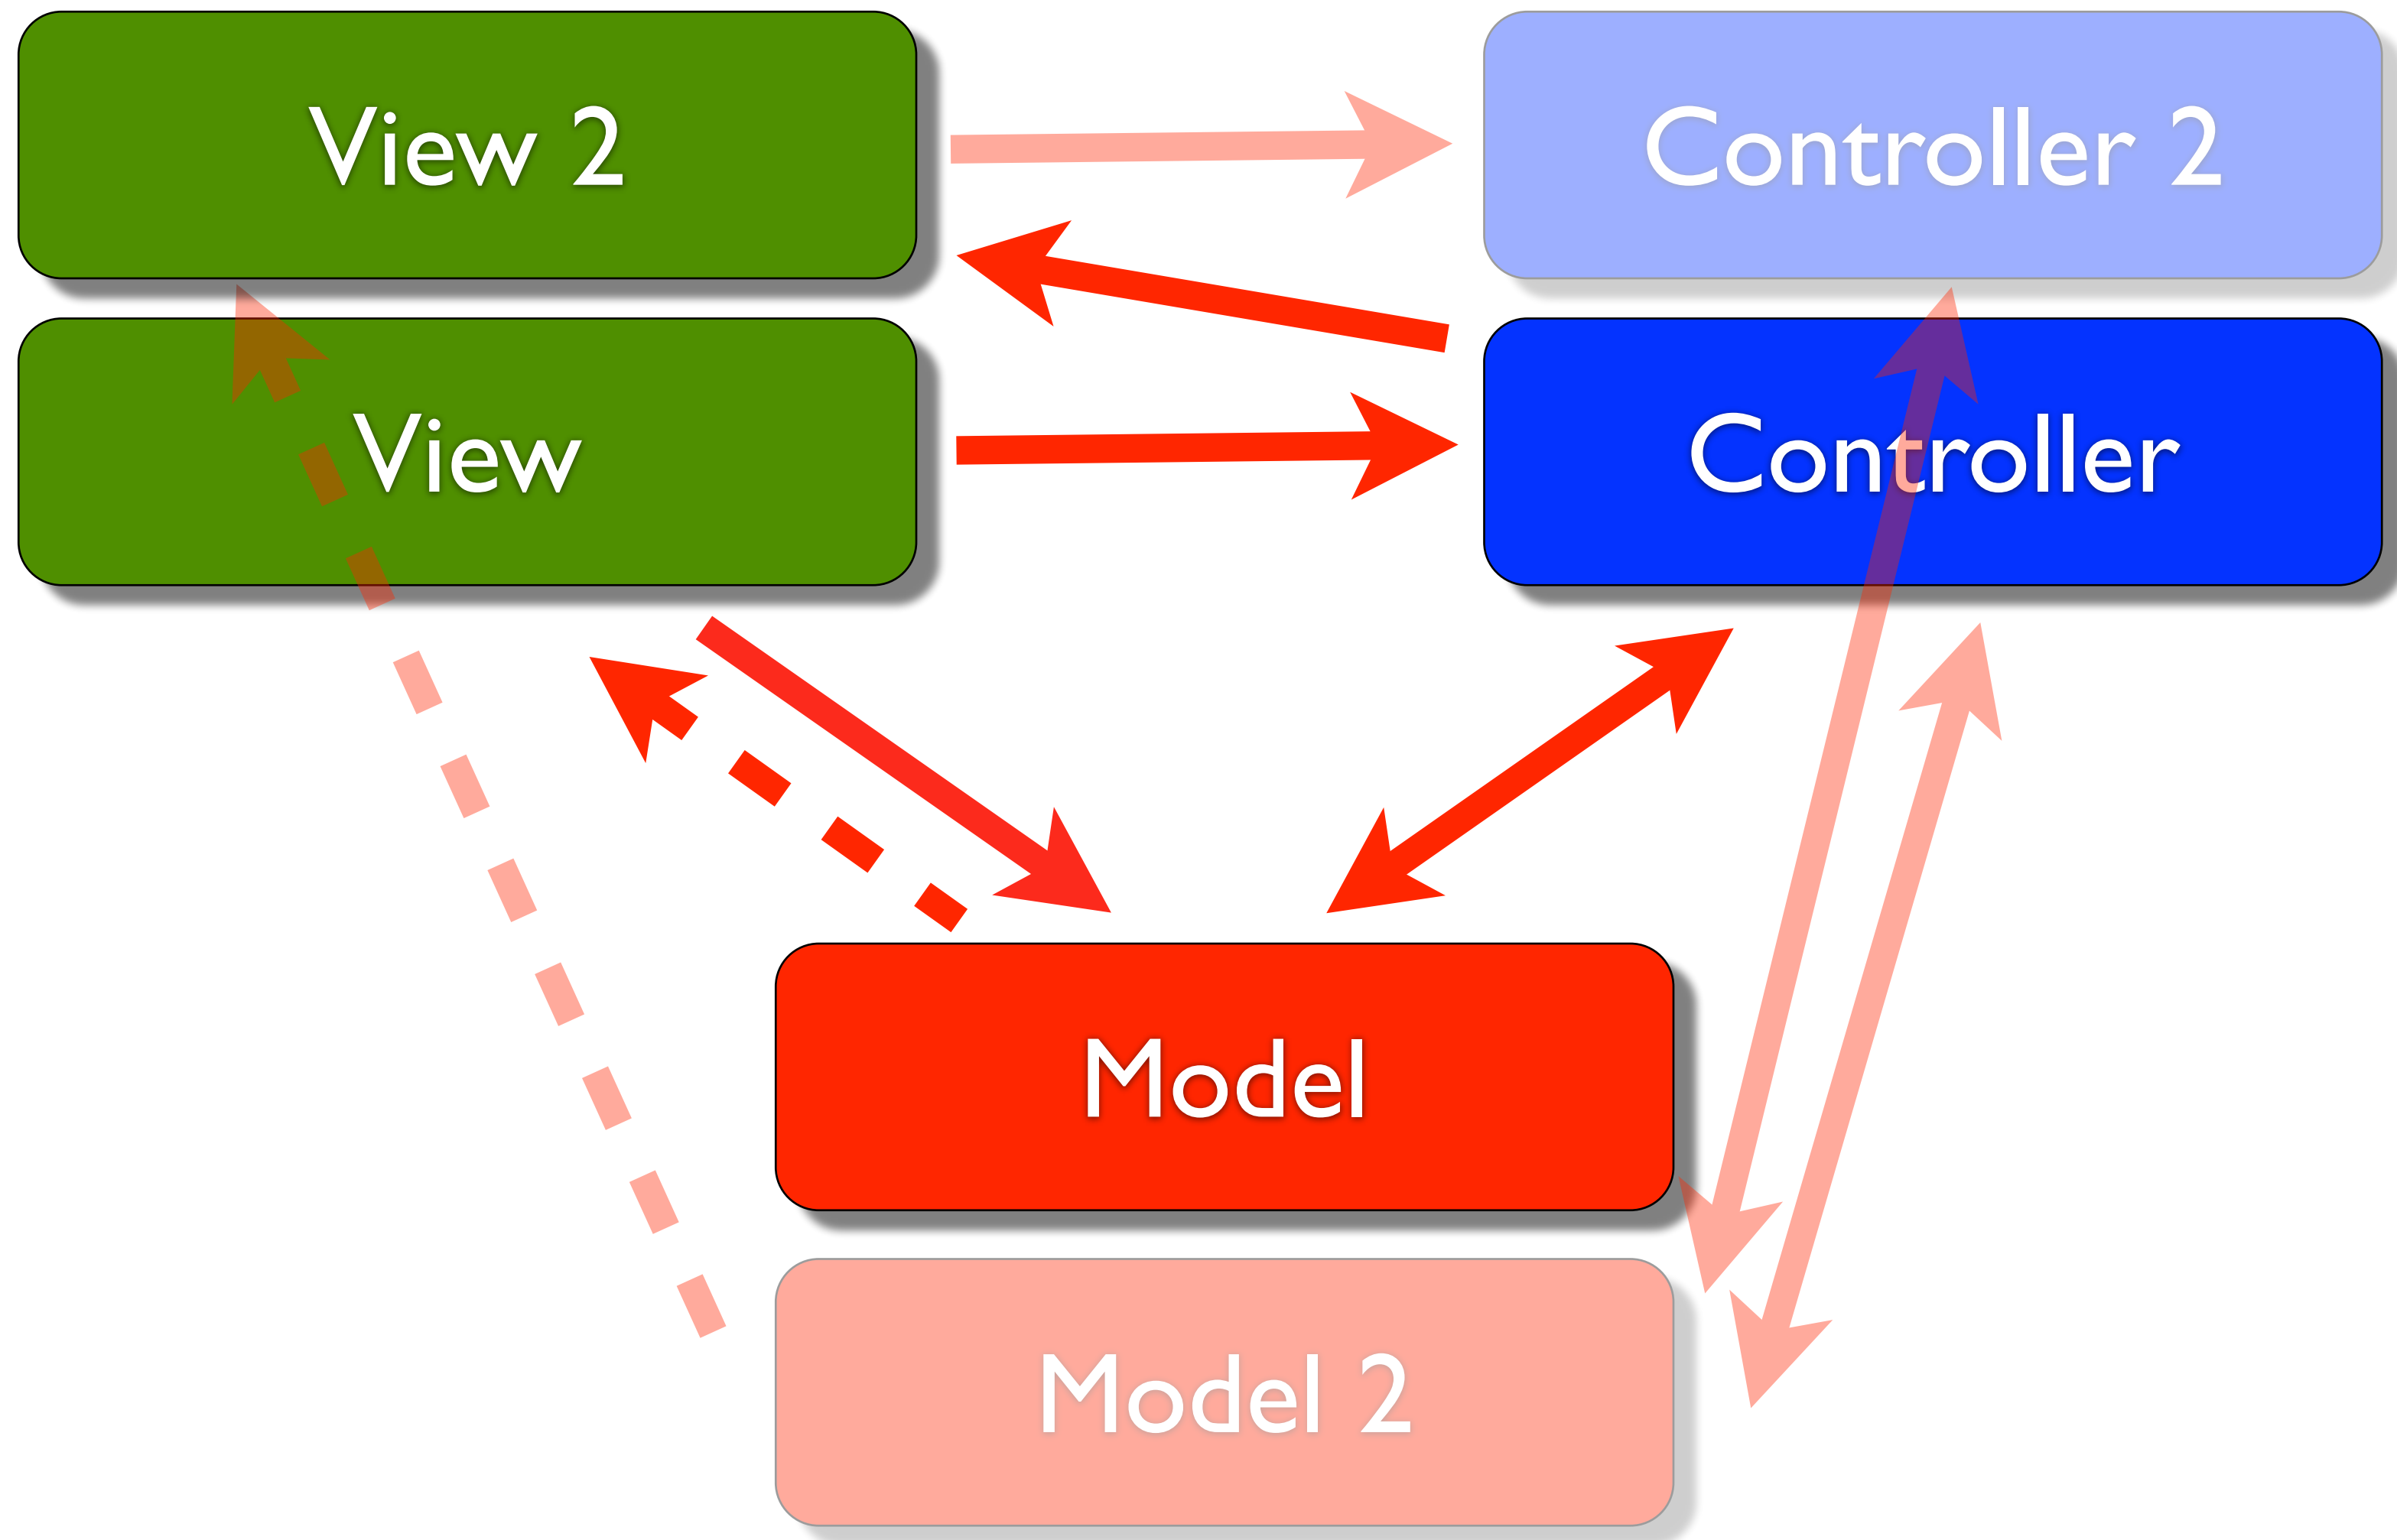 View 2
Controller 2
View
Controller
Model
Model 2